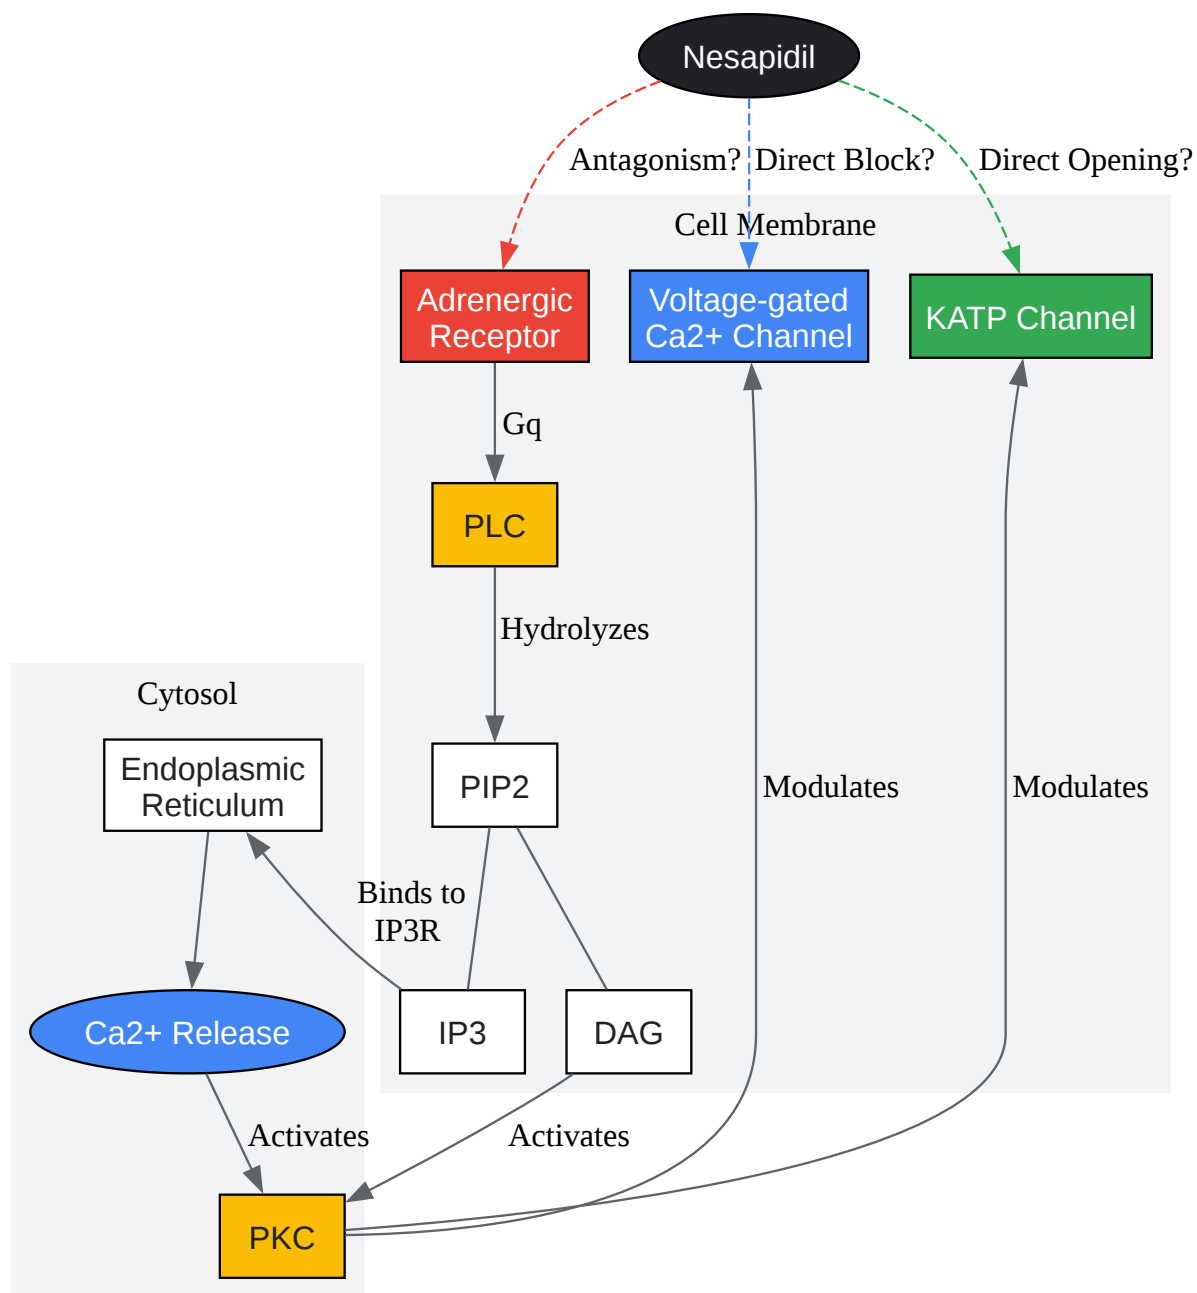 Nesapidil
Antagonism?
Direct Block?
Direct Opening?
Cell Membrane
Adrenergic
Receptor
Voltage-gated
Ca2+ Channel
KATP Channel
Gq
PLC
Hydrolyzes
Cytosol
Endoplasmic
Reticulum
PIP2
Modulates
Modulates
Binds to
IP3R
Ca2+ Release
IP3
DAG
Activates
Activates
PKC